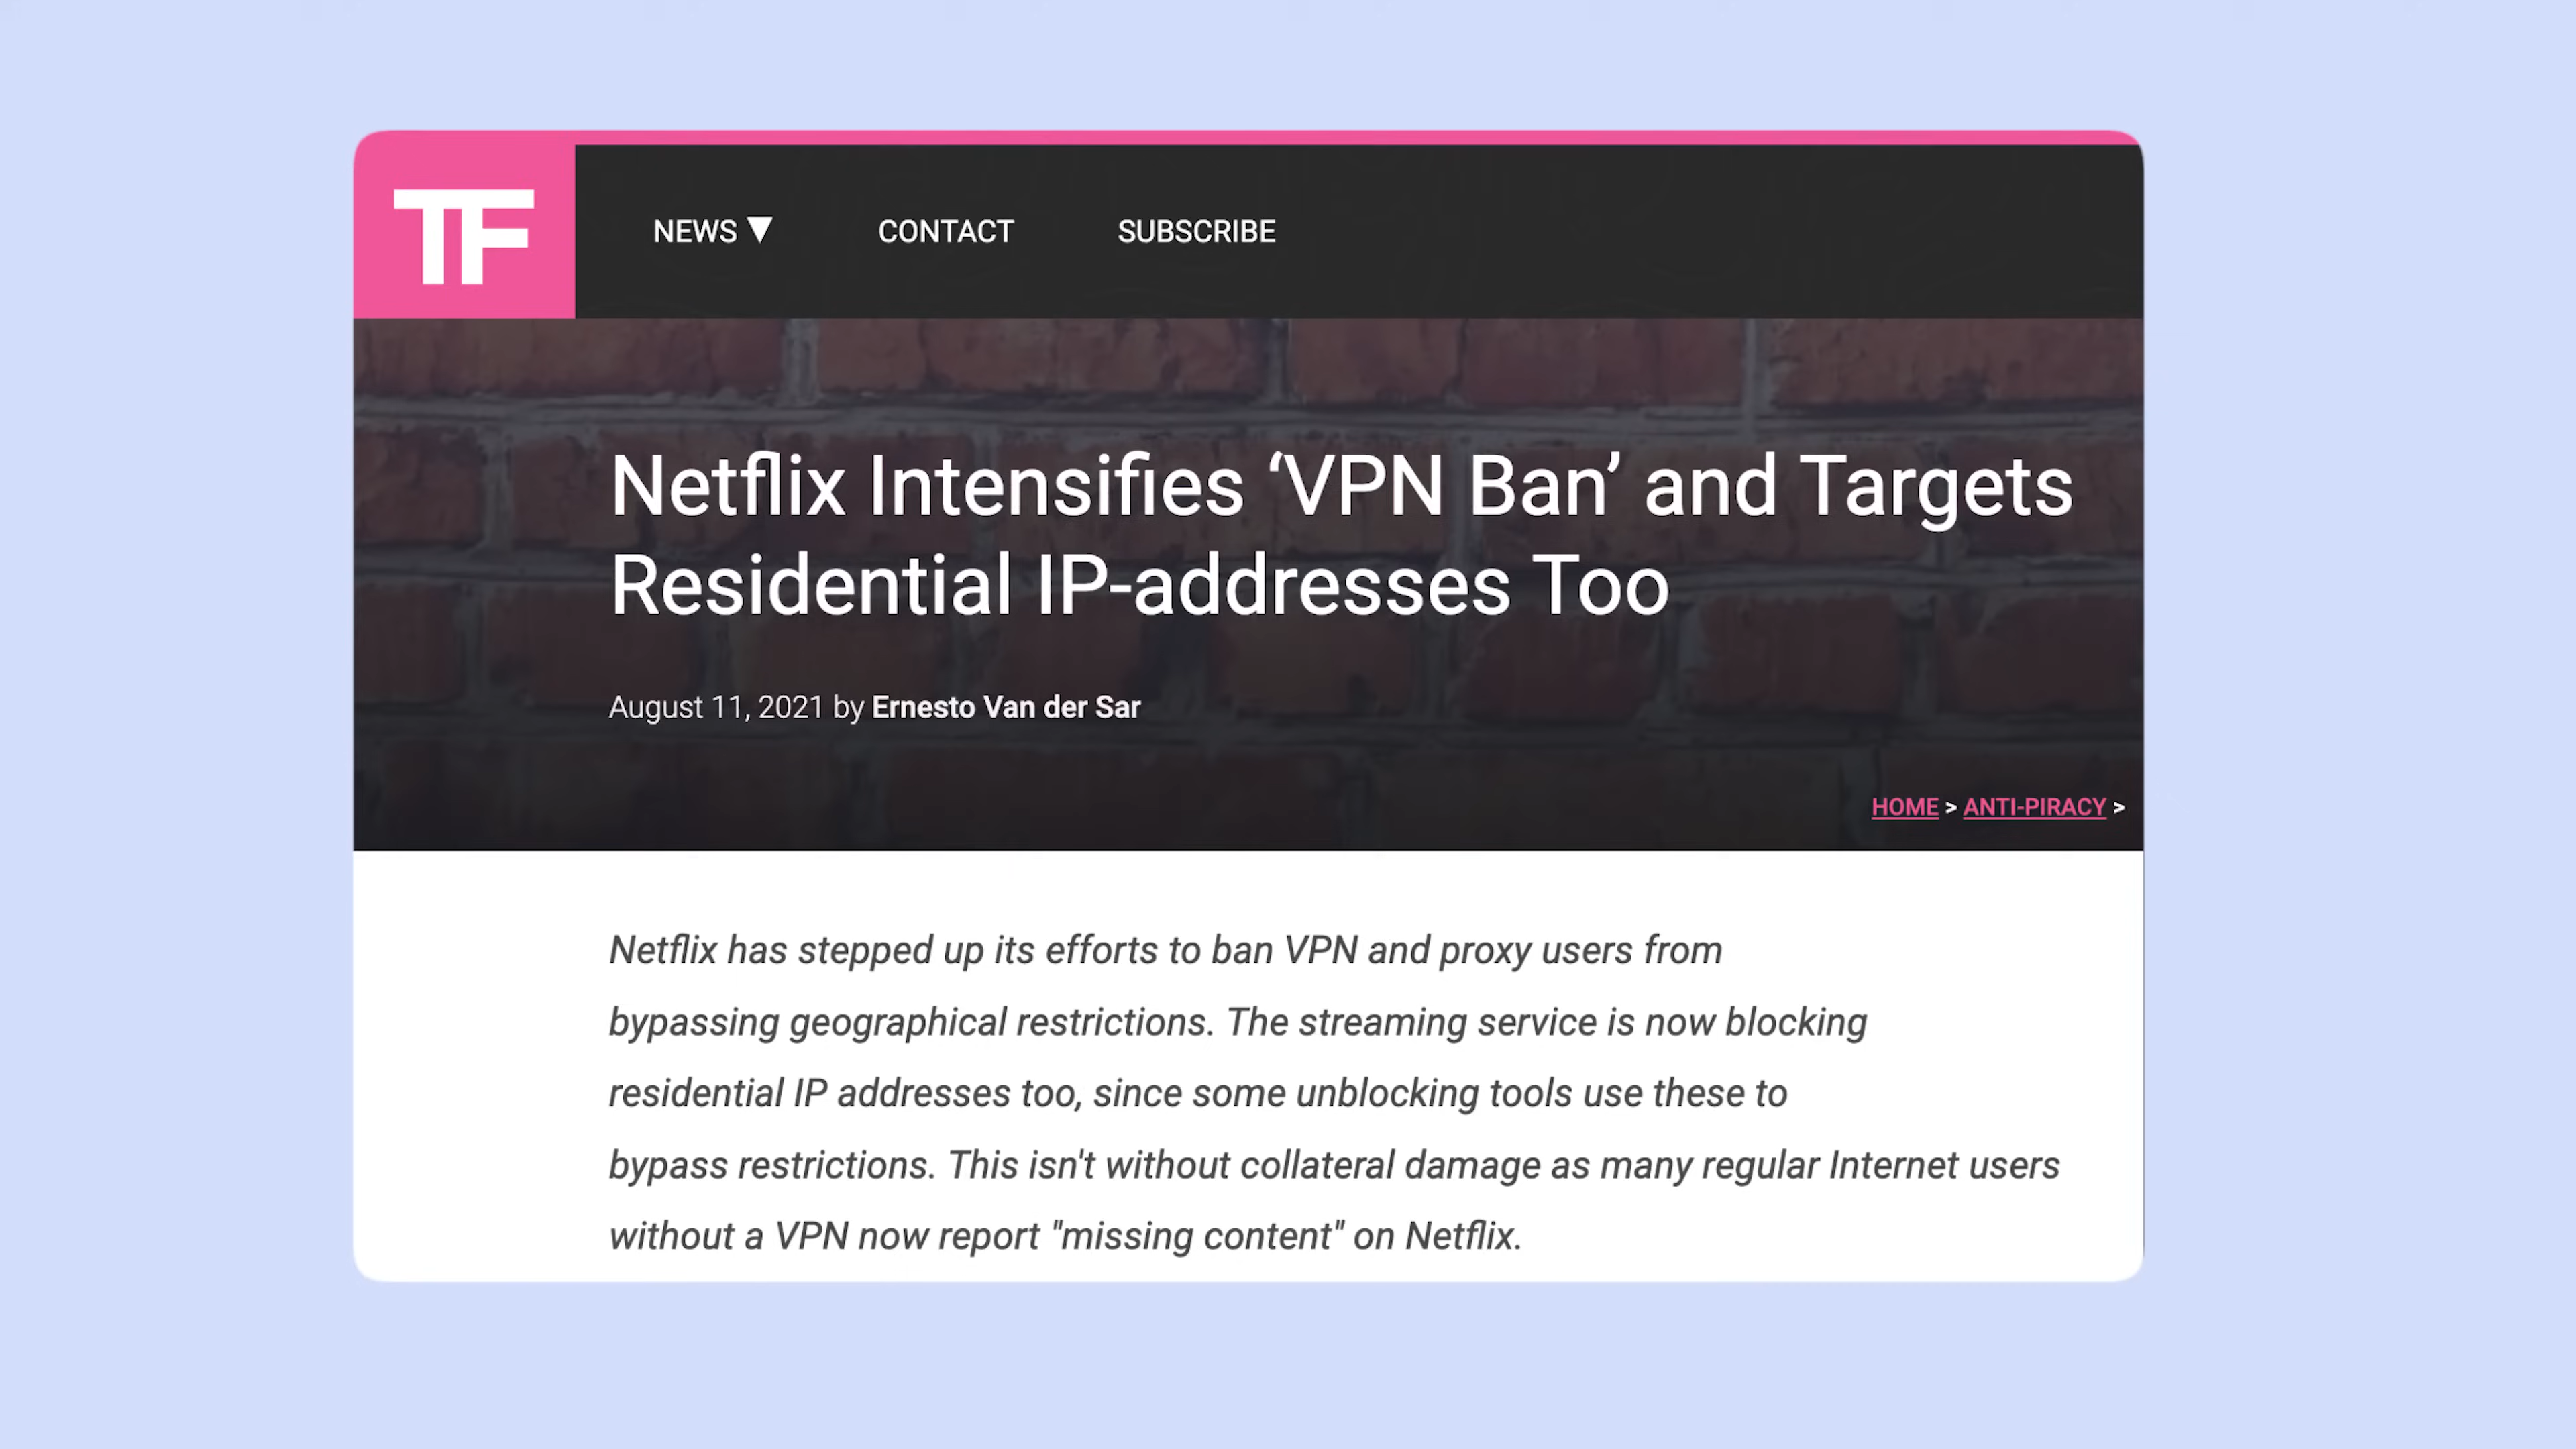 TF
NEWS ▼
CONTACT
SUBSCRIBE
Netflix Intensifies ‘VPN Ban’ and Targets
Residential IP-addresses Too
August 11, 2021 by Ernesto Van der Sar
HOME > ANTI-PIRACY >
Netflix has stepped up its efforts to ban VPN and proxy users from
bypassing geographical restrictions. The streaming service is now blocking
residential IP addresses too, since some unblocking tools use these to
bypass restrictions. This isn't without collateral damage as many regular Internet users
without a VPN now report "missing content" on Netflix.